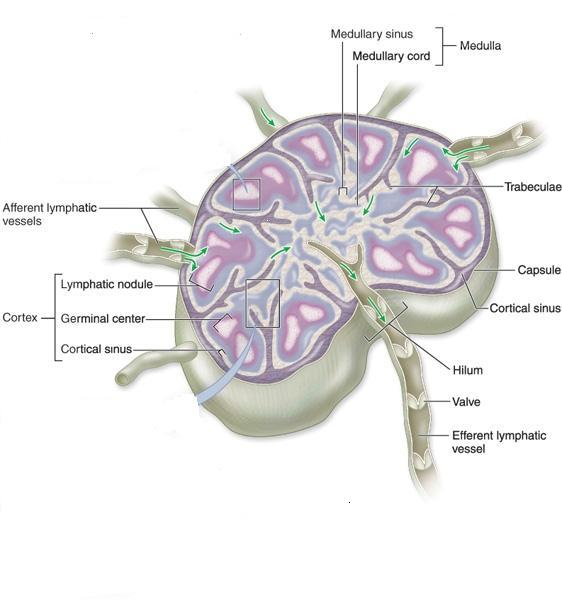 Medullary sinus
Medullary cord
Medulla
Trabeculae
Afferent lymphatic
vessels
Capsule
Lymphatic nodule
Cortical sinus
Cortex
Germinal center
Cortical sinus
Hilum
Valve
Efferent lymphatic
vessel